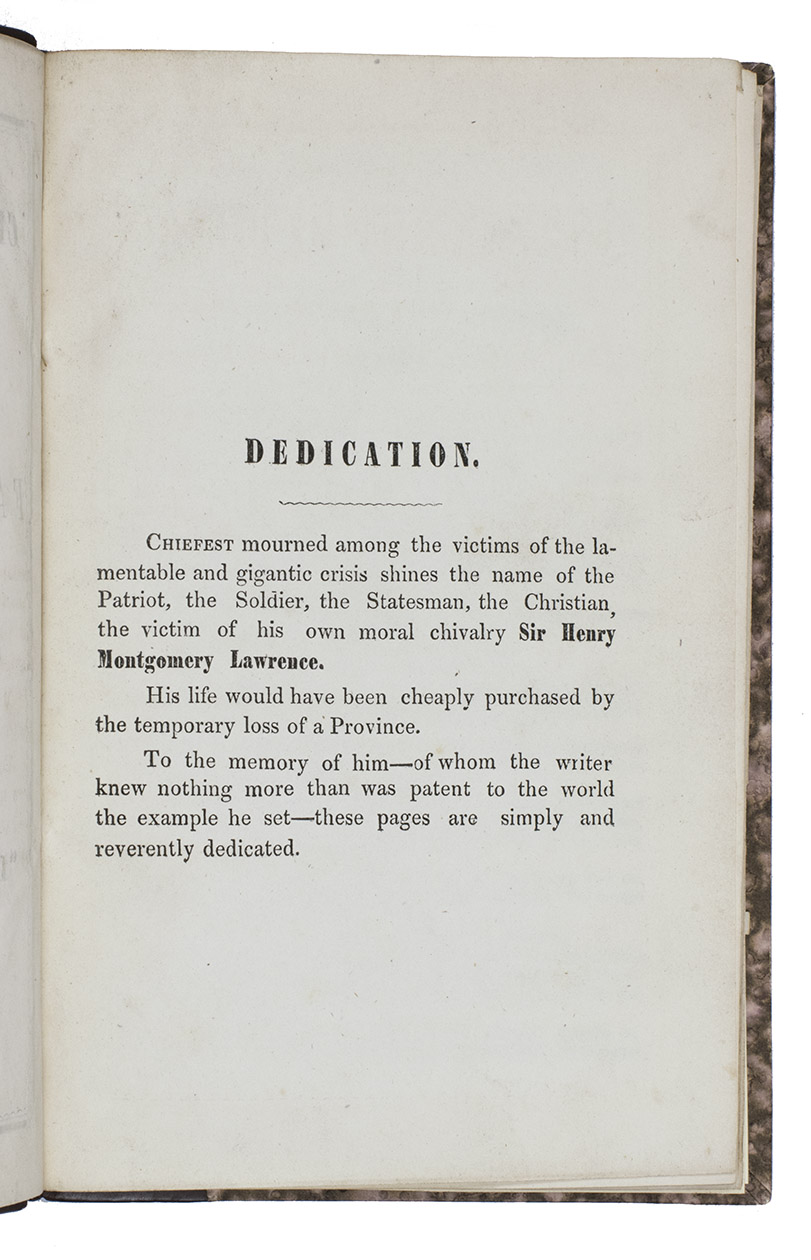 DEDICATION.
CHIEFEST mourned among the victims of the la-
mentable and gigantic crisis shines the name of the
Patriot, the Soldier, the Statesman, the Christian,
the victim of his own moral chivalry Sir Henry
Montgomery Lawrence.
His life would have been cheaply purchased by
the temporary loss of a Province.
To the memory of him—of whom the writer
knew nothing more than was patent to the world
the example he set—these pages are simply and
reverently dedicated.